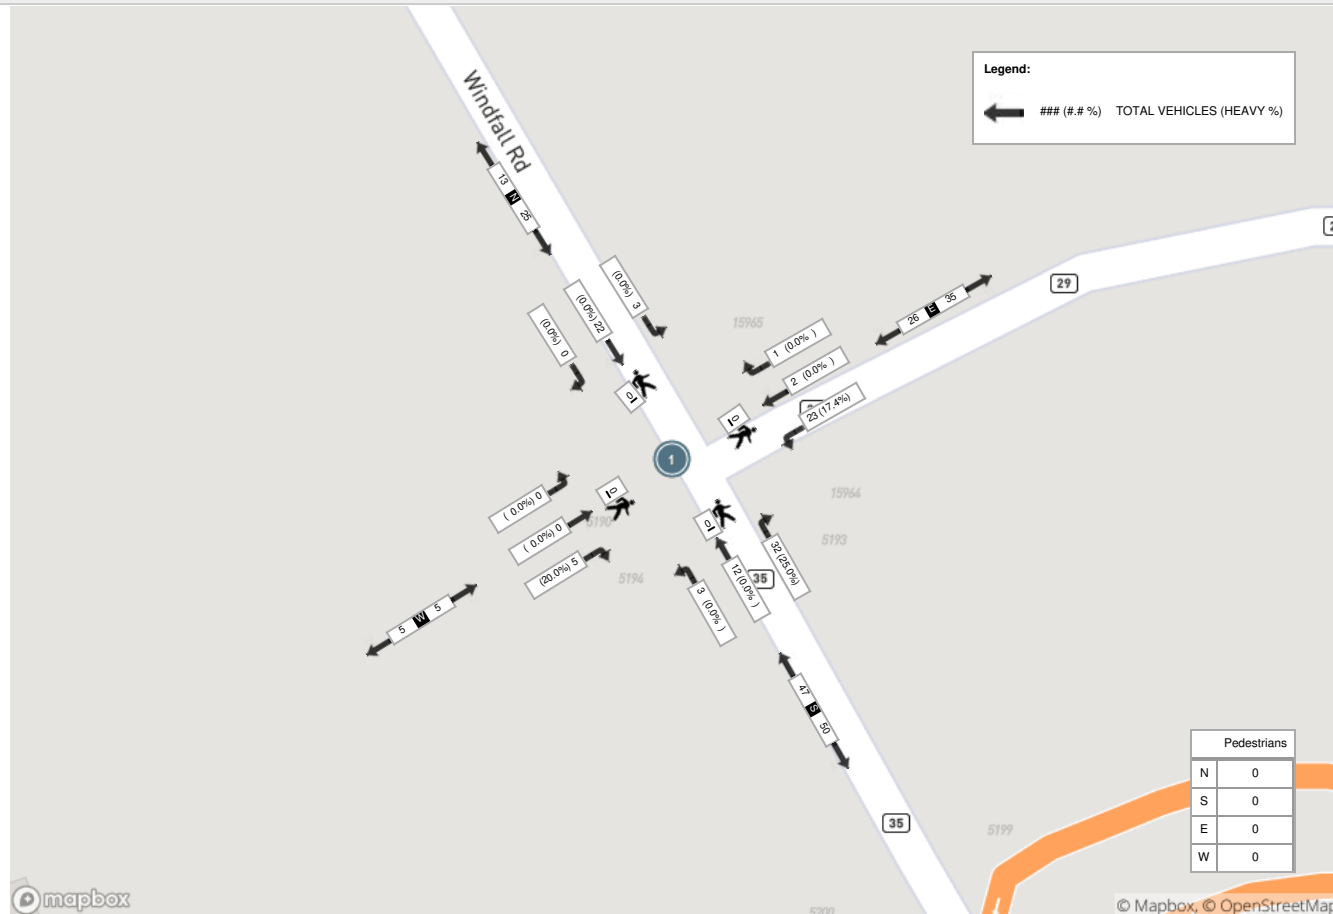 Windfall Rd
Legend:
### (#.# %) TOTAL VEHICLES (HEAVY %)
13 N 25
(0.0%) 3
(0.0%) 22
(0.0%) 0
29
26 E 35
15965
1 (0.0% )
2 (0.0% )
23 (17.4%)
0
0
1
( 0.0%) 0
0
( 0.0%) 0
5190
(20.0%) 5
5194
0
15964
5193
32 (25.0%)
12 (0.0% )
35
3 (0.0% )
5 W 5
47 S 50
35
5199
Pedestrians
N 0
S 0
E 0
W 0
5200
mapbox
© Mapbox, © OpenStreetMap